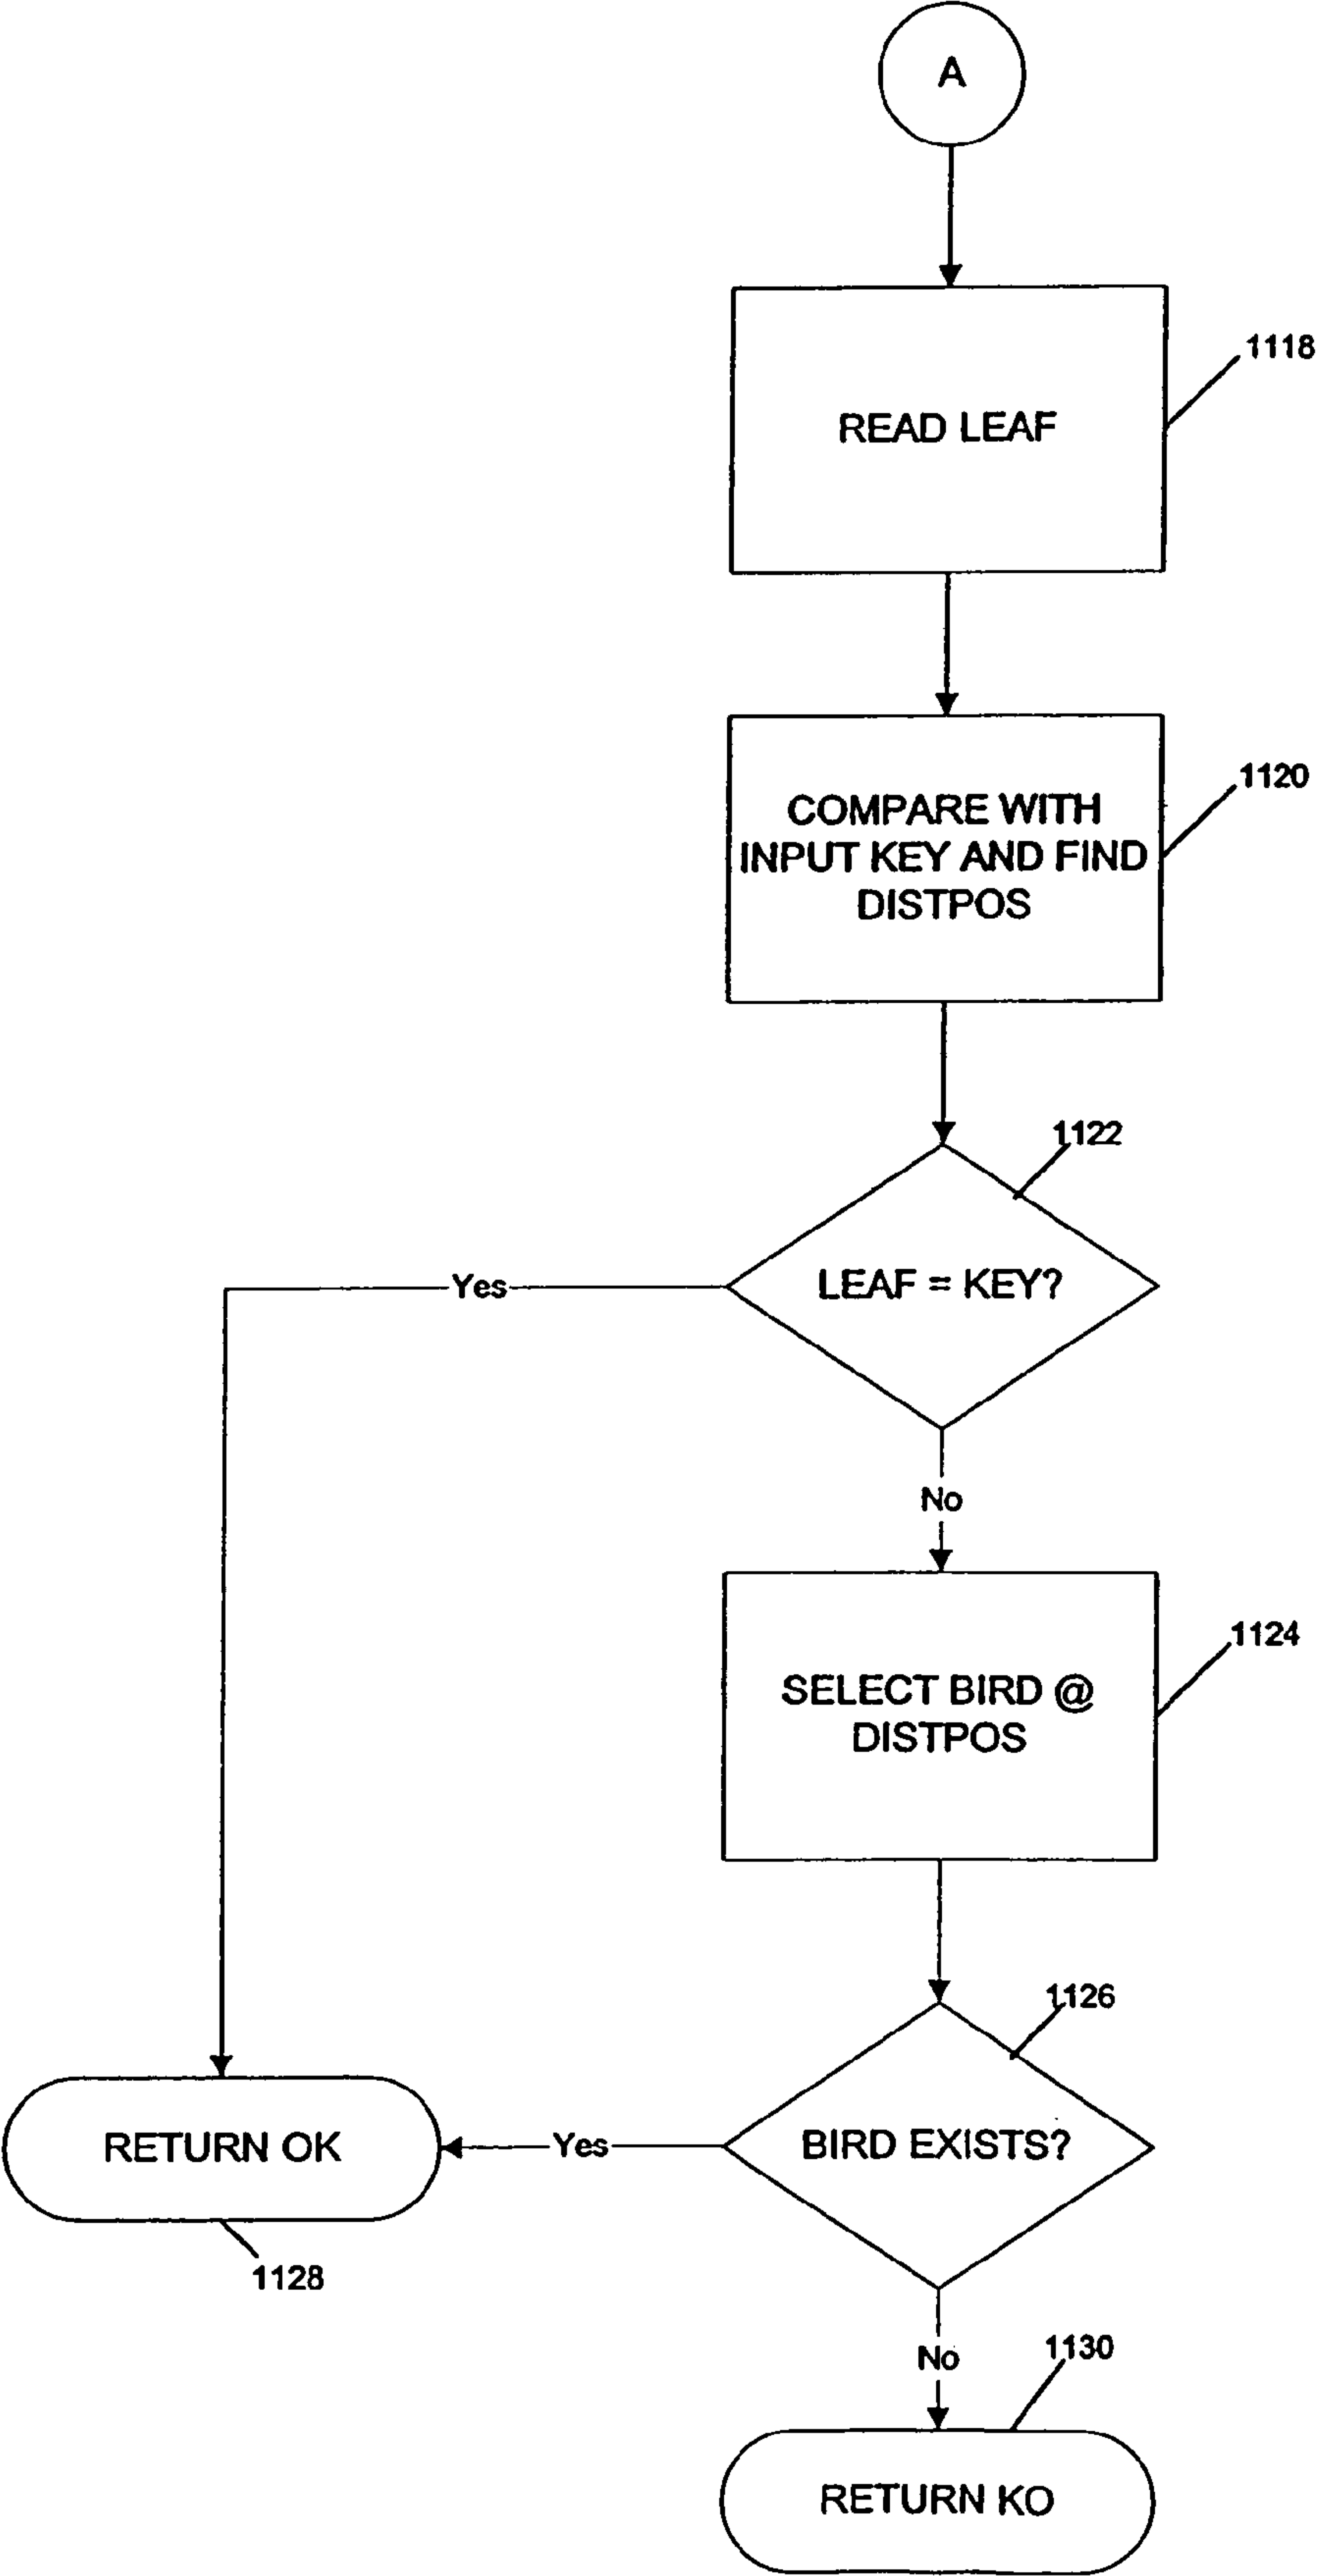 A
1118
READ LEAF
1120
COMPARE WITH
INPUT KEY AND FIND
DISTPOS
1122
LEAF = KEY?
Yes
No
1124
SELECT BIRD @
DISTPOS
1126
BIRD EXISTS?
Yes
RETURN OK
1128
No
1130
RETURN KO